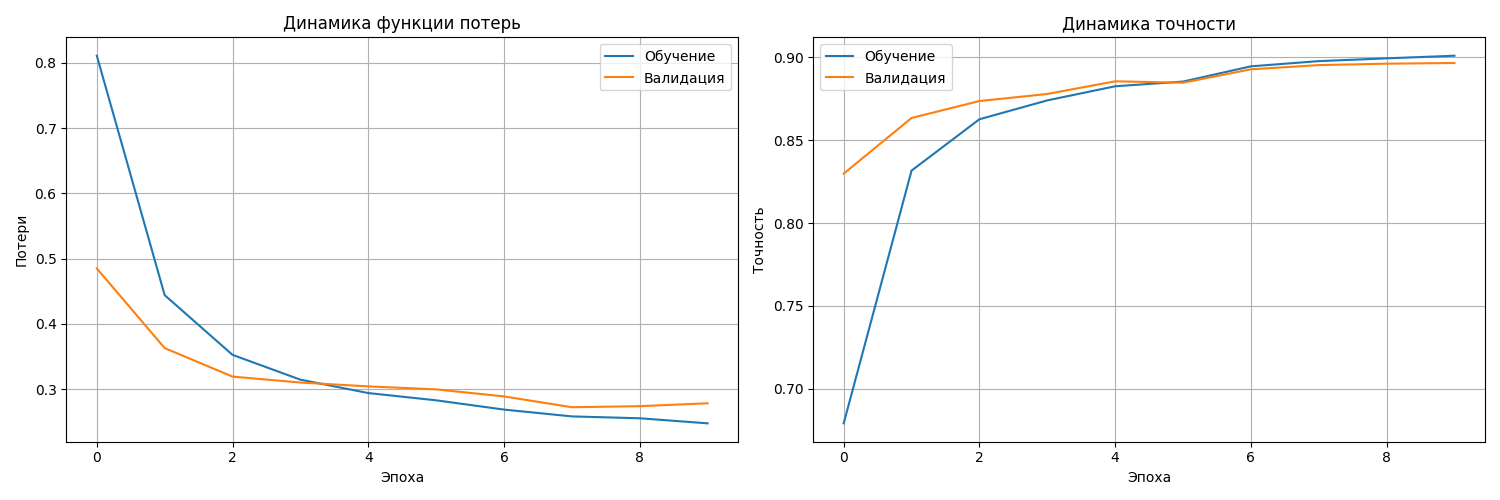 Динамика функции потерь
Обучение
Валидация
0.8
0.7
0.6
0.5
0.4
0.3
Потери
0 2 4 6 8
Эпоха
Динамика точности
Обучение
Валидация
0.90
0.85
0.80
0.75
0.70
Точность
0 2 4 6 8
Эпоха